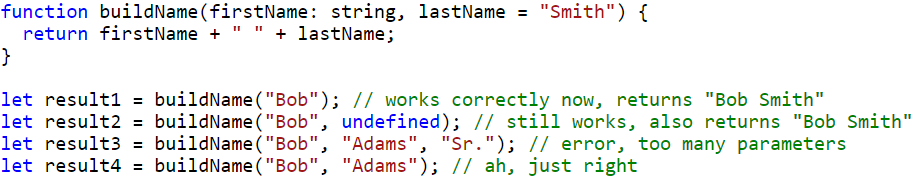 function buildName(firstName: string, lastName = "Smith") {
  return firstName + " " + lastName;
}

let result1 = buildName("Bob"); // works correctly now, returns "Bob Smith"
let result2 = buildName("Bob", undefined); // still works, also returns "Bob Smith"
let result3 = buildName("Bob", "Adams", "Sr."); // error, too many parameters
let result4 = buildName("Bob", "Adams"); // ah, just right